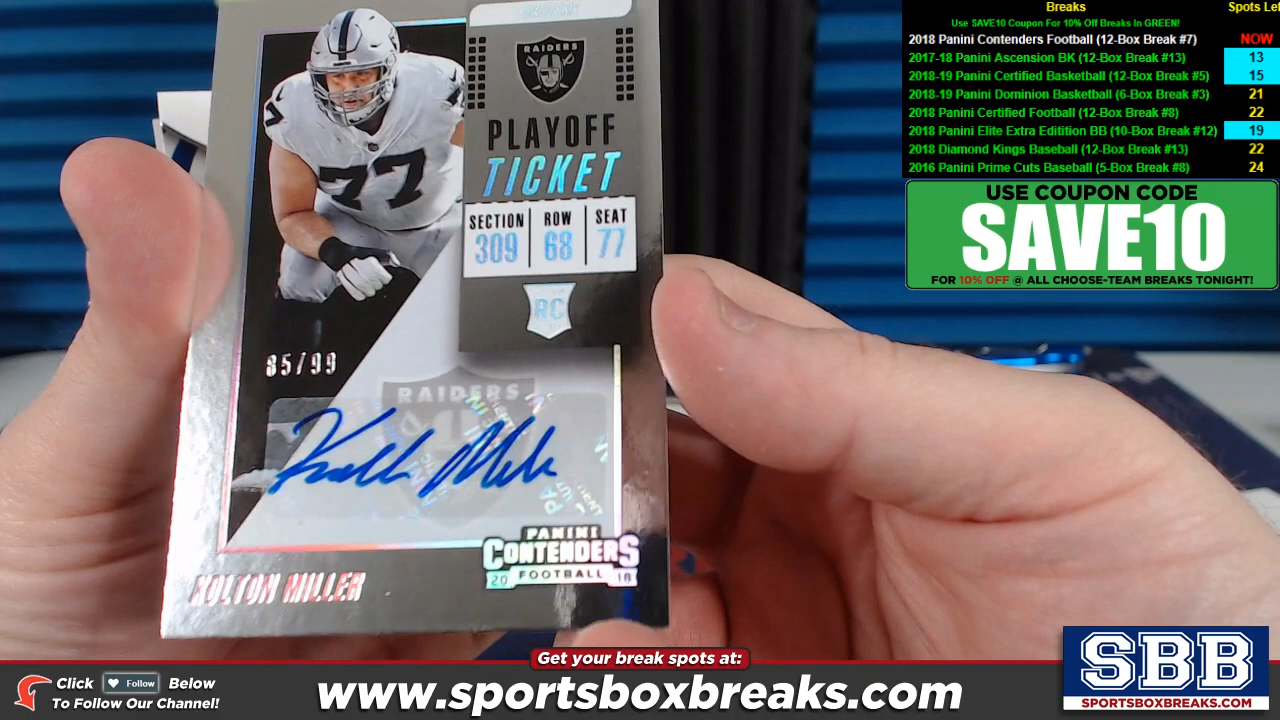 RAIDERS
PLAYOFF
TICKET
SECTION ROW SEAT
309 68 77
RC
77
85/99
RAIDERS
Kolton Miller
PANINI
CONTENDERS
20 FOOTBALL 18
KOLTON MILLER
Breaks Spots Lef
Use SAVE10 Coupon For 10% Off Breaks In GREEN!
2018 Panini Contenders Football (12-Box Break #7) NOW
2017-18 Panini Ascension BK (12-Box Break #13) 13
2018-19 Panini Certified Basketball (12-Box Break #5) 15
2018-19 Panini Dominion Basketball (6-Box Break #3) 21
2018 Panini Certified Football (12-Box Break #8) 22
2018 Panini Elite Extra Editition BB (10-Box Break #12) 19
2018 Diamond Kings Baseball (12-Box Break #13) 22
2016 Panini Prime Cuts Baseball (5-Box Break #8) 24
USE COUPON CODE
SAVE10
FOR 10% OFF @ ALL CHOOSE-TEAM BREAKS TONIGHT!
Get your break spots at:
Click Follow Below
To Follow Our Channel!
www.sportsboxbreaks.com
SBB
SPORTSBOXBREAKS.COM